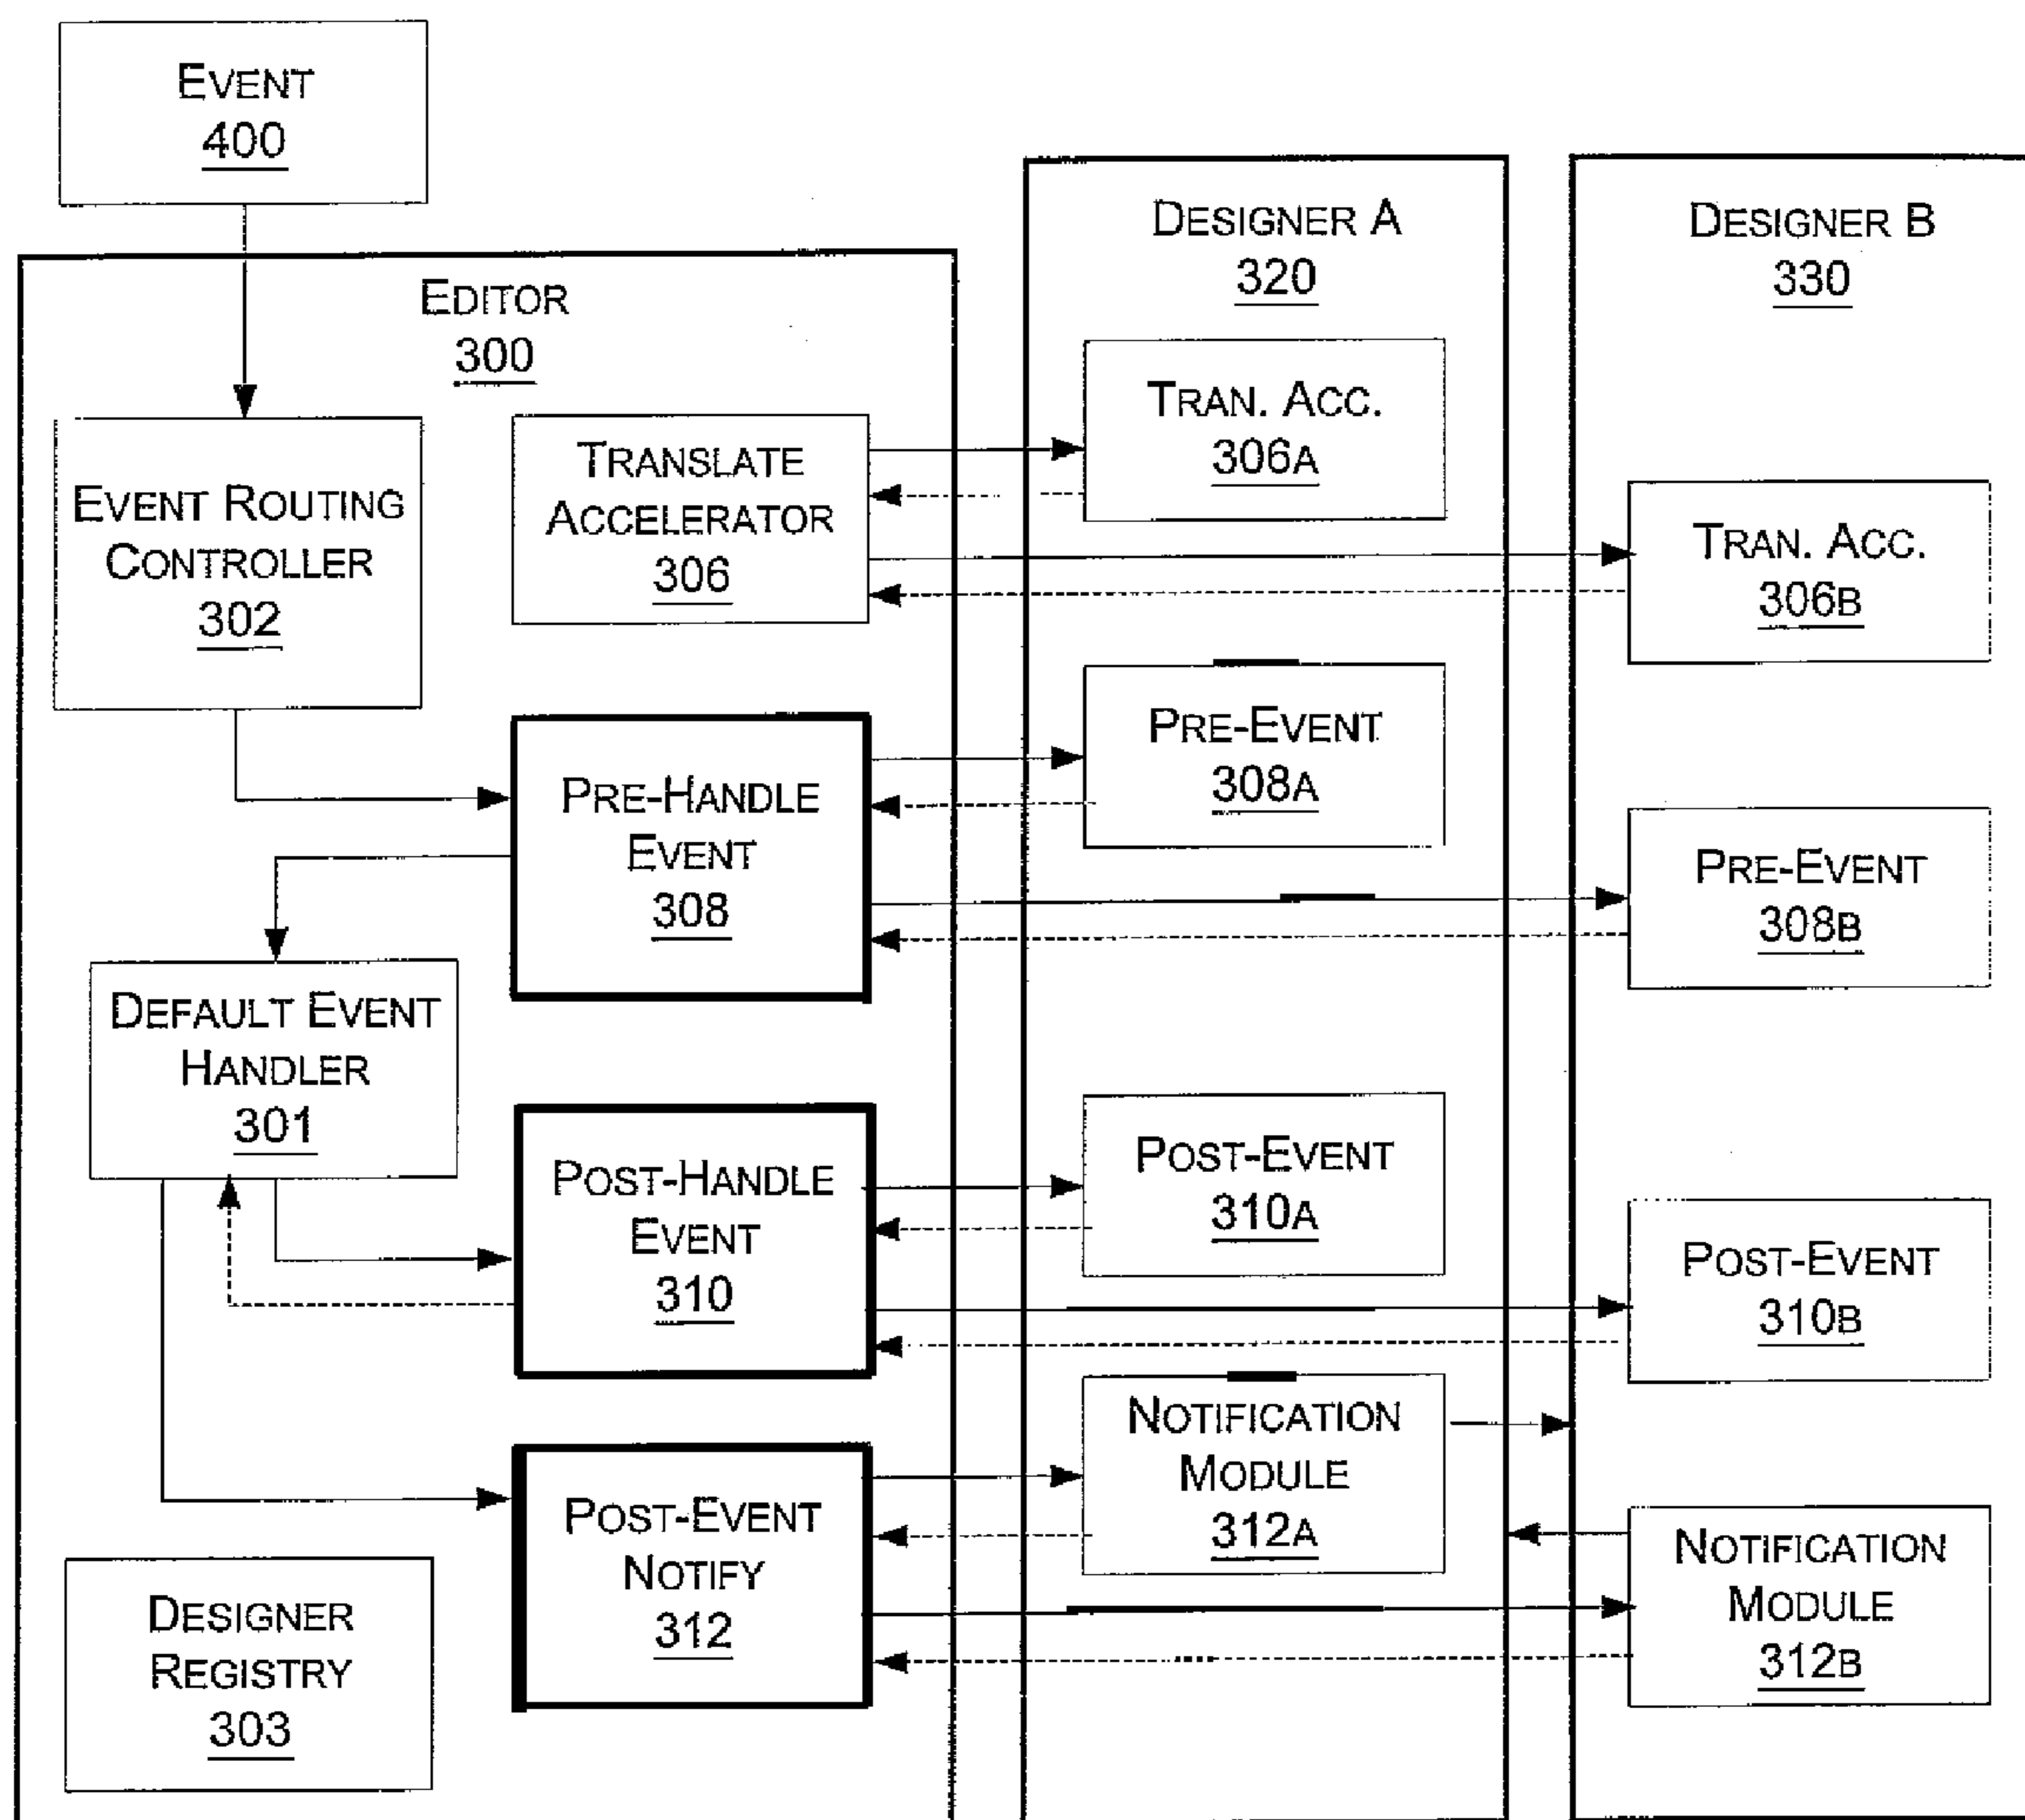 EVENT
400
EDITOR
300
EVENT ROUTING
CONTROLLER
302
TRANSLATE
ACCELERATOR
306
PRE-HANDLE
EVENT
308
DEFAULT EVENT
HANDLER
301
POST-HANDLE
EVENT
310
POST-EVENT
NOTIFY
312
DESIGNER
REGISTRY
303
DESIGNER A
320
TRAN. ACC.
306A
PRE-EVENT
308A
POST-EVENT
310A
NOTIFICATION
MODULE
312A
DESIGNER B
330
TRAN. ACC.
306B
PRE-EVENT
308B
POST-EVENT
310B
NOTIFICATION
MODULE
312B